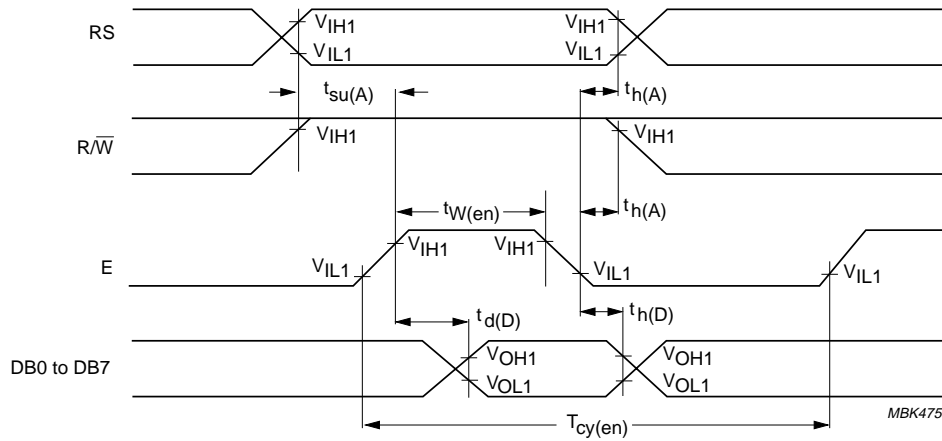 RS
VIH1
VIL1
VIH1
VIL1
tsu(A)
th(A)
R/W̅
VIH1
VIH1
tW(en)
th(A)
E
VIL1
VIH1
VIH1
VIL1
VIL1
td(D)
th(D)
DB0 to DB7
VOH1
VOL1
VOH1
VOL1
Tcy(en)
MBK475